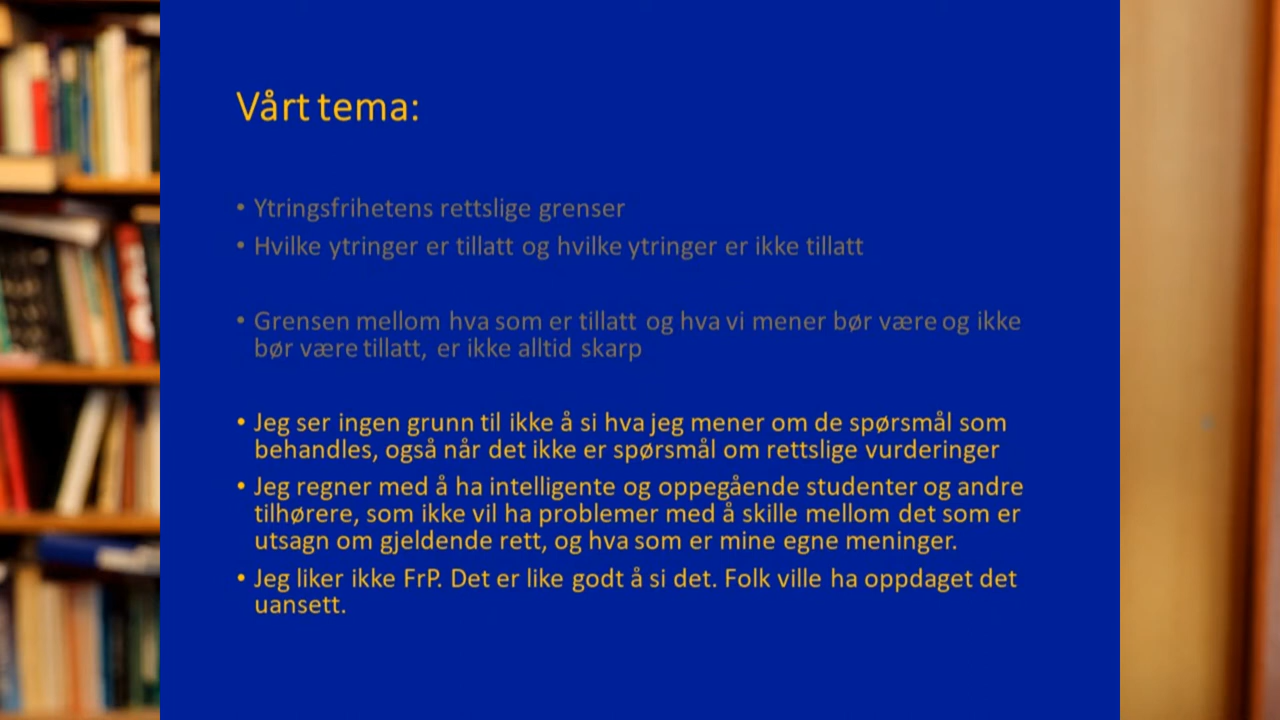 Vårt tema:
• Ytringsfrihetens rettslige grenser
• Hvilke ytringer er tillatt og hvilke ytringer er ikke tillatt
• Grensen mellom hva som er tillatt og hva vi mener bør være og ikke
bør være tillatt, er ikke alltid skarp
• Jeg ser ingen grunn til ikke å si hva jeg mener om de spørsmål som
behandles, også når det ikke er spørsmål om rettslige vurderinger
• Jeg regner med å ha intelligente og oppegående studenter og andre
tilhørere, som ikke vil ha problemer med å skille mellom det som er
utsagn om gjeldende rett, og hva som er mine egne meninger.
• Jeg liker ikke FrP. Det er like godt å si det. Folk ville ha oppdaget det
uansett.